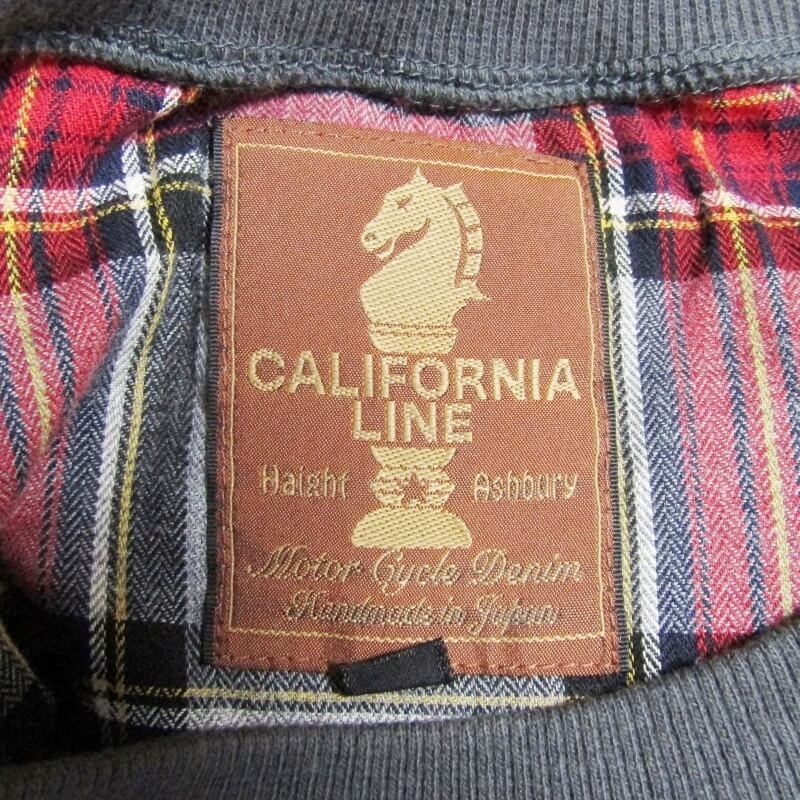 CALIFORNIA
LINE
Haight Ashbury
Motor Cycle Denim
Handmade in Japan